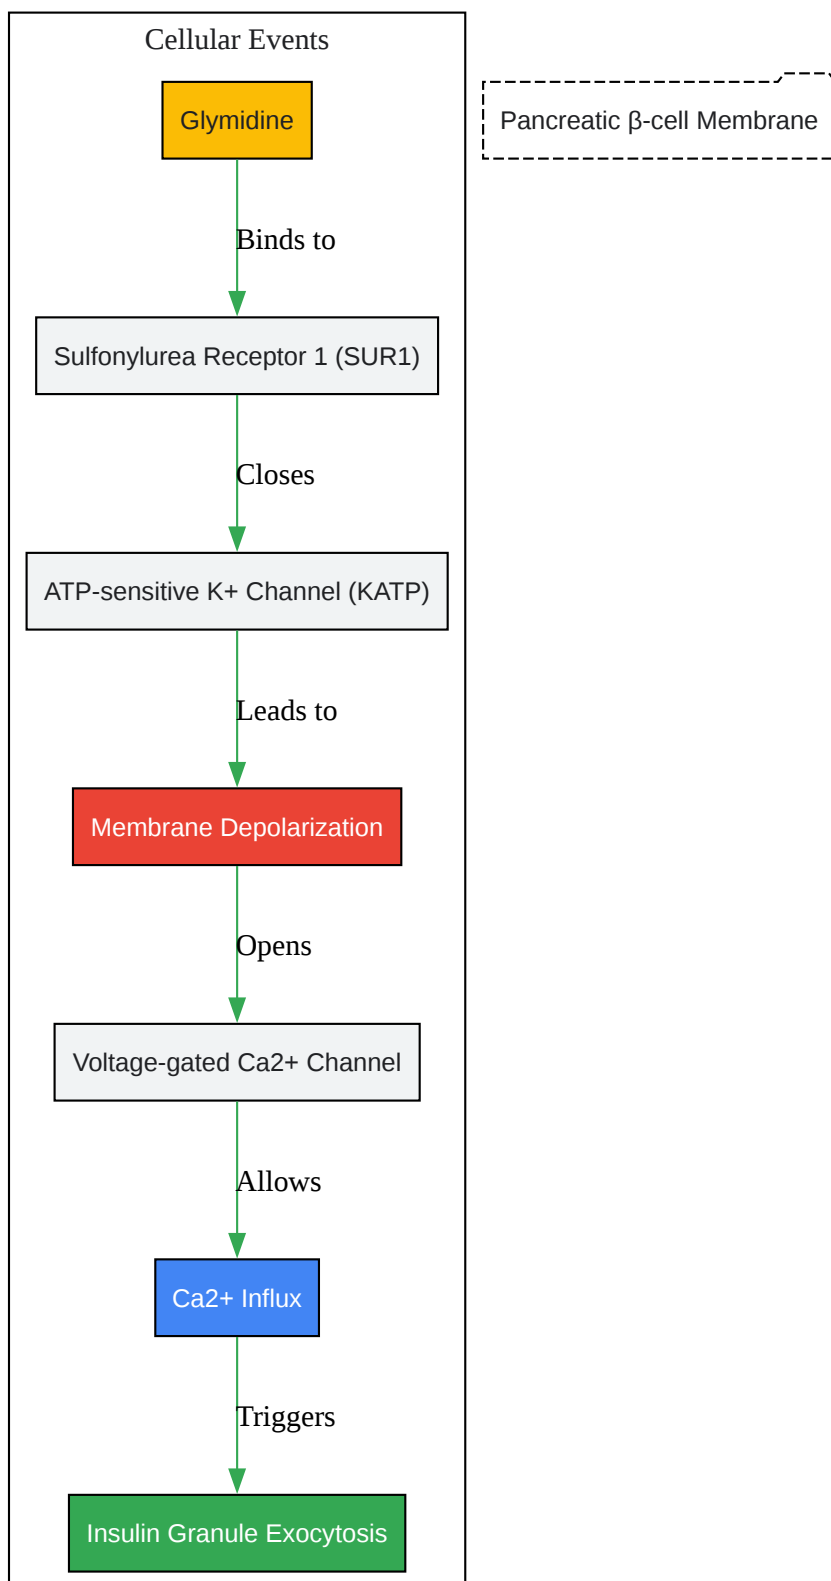 Cellular Events
Glymidine
Pancreatic β-cell Membrane
Binds to
Sulfonylurea Receptor 1 (SUR1)
Closes
ATP-sensitive K+ Channel (KATP)
Leads to
Membrane Depolarization
Opens
Voltage-gated Ca2+ Channel
Allows
Ca2+ Influx
Triggers
Insulin Granule Exocytosis